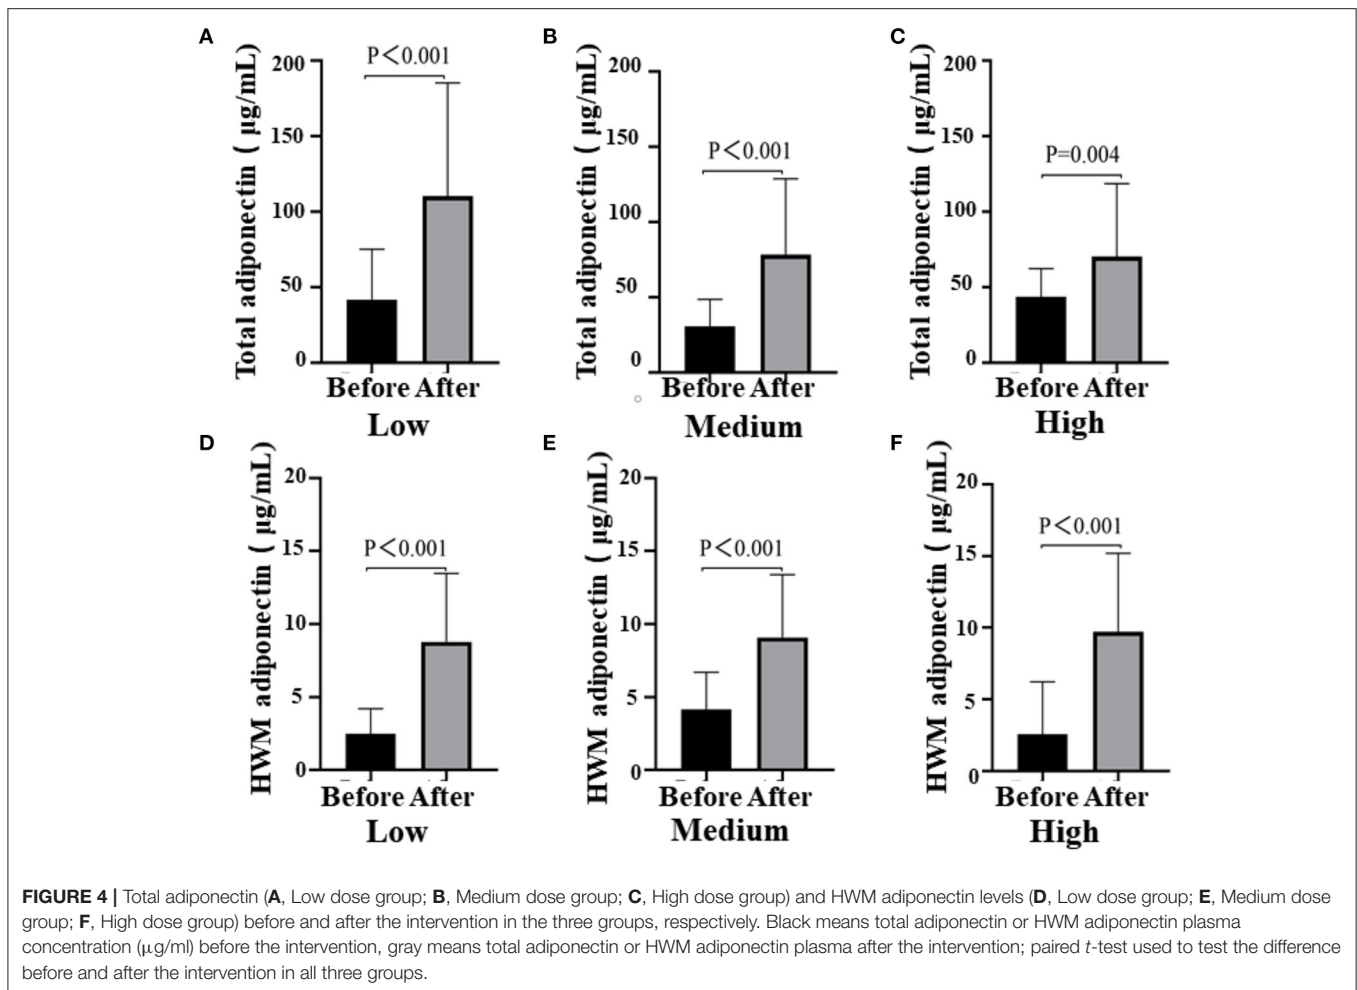 A
Total adiponectin ( μg/mL)
200
150
100
50
0
P<0.001
Before After
Low
B
Total adiponectin ( μg/mL)
200
150
100
50
0
P<0.001
Before After
Medium
C
Total adiponectin ( μg/mL)
200
150
100
50
0
P=0.004
Before After
High
D
HWM adiponectin ( μg/mL)
20
15
10
5
0
P<0.001
Before After
Low
E
HWM adiponectin ( μg/mL)
20
15
10
5
0
P<0.001
Before After
Medium
F
HWM adiponectin ( μg/mL)
20
15
10
5
0
P<0.001
Before After
High
FIGURE 4 | Total adiponectin (A, Low dose group; B, Medium dose group; C, High dose group) and HWM adiponectin levels (D, Low dose group; E, Medium dose
group; F, High dose group) before and after the intervention in the three groups, respectively. Black means total adiponectin or HWM adiponectin plasma
concentration (μg/ml) before the intervention, gray means total adiponectin or HWM adiponectin plasma after the intervention; paired t-test used to test the difference
before and after the intervention in all three groups.